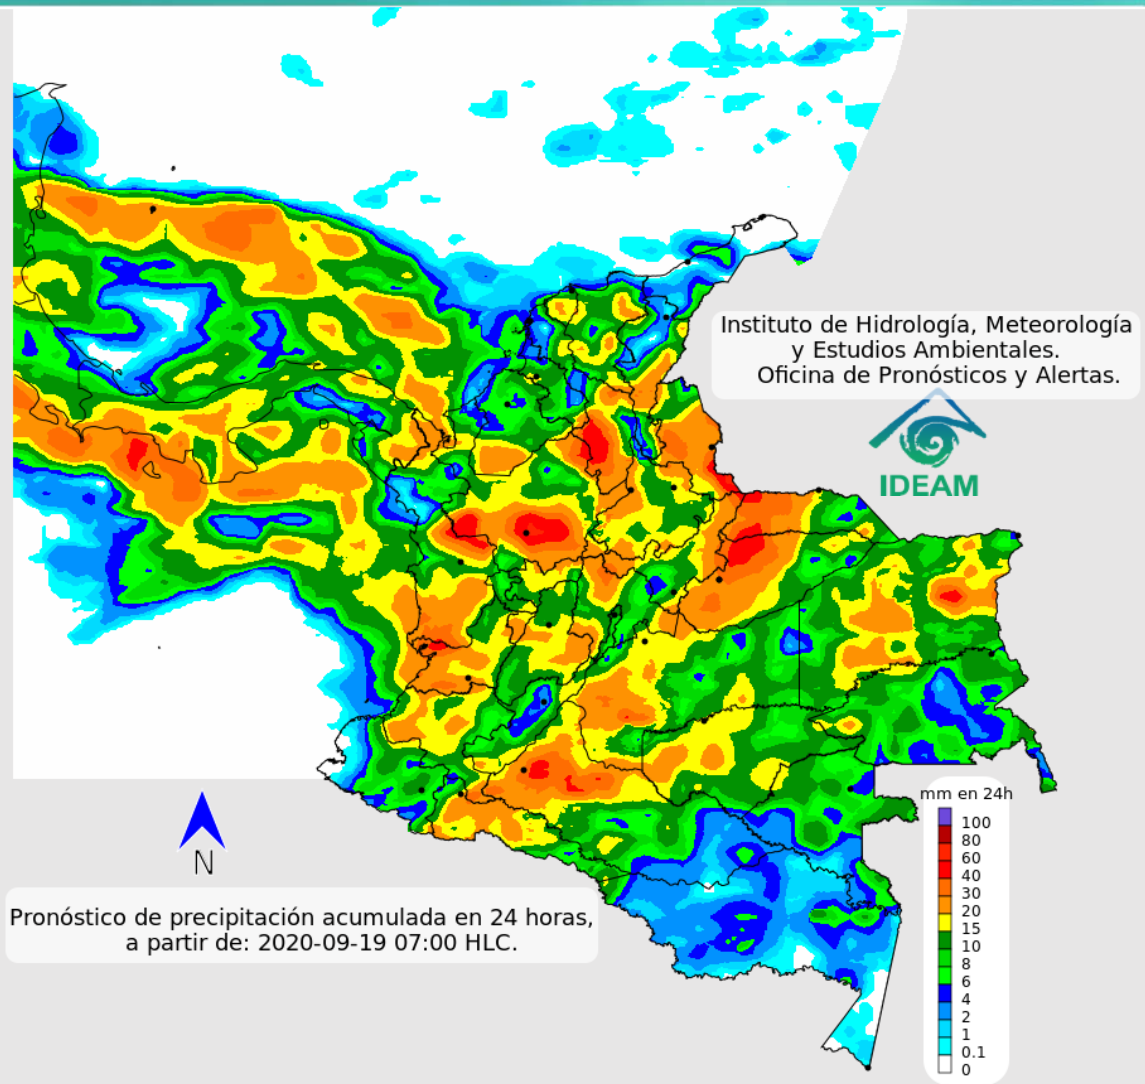 Instituto de Hidrología, Meteorología
y Estudios Ambientales.
Oficina de Pronósticos y Alertas.
IDEAM
mm en 24h
100
80
60
40
30
20
15
10
8
6
4
2
1
0.1
0
N
Pronóstico de precipitación acumulada en 24 horas,
a partir de: 2020-09-19 07:00 HLC.